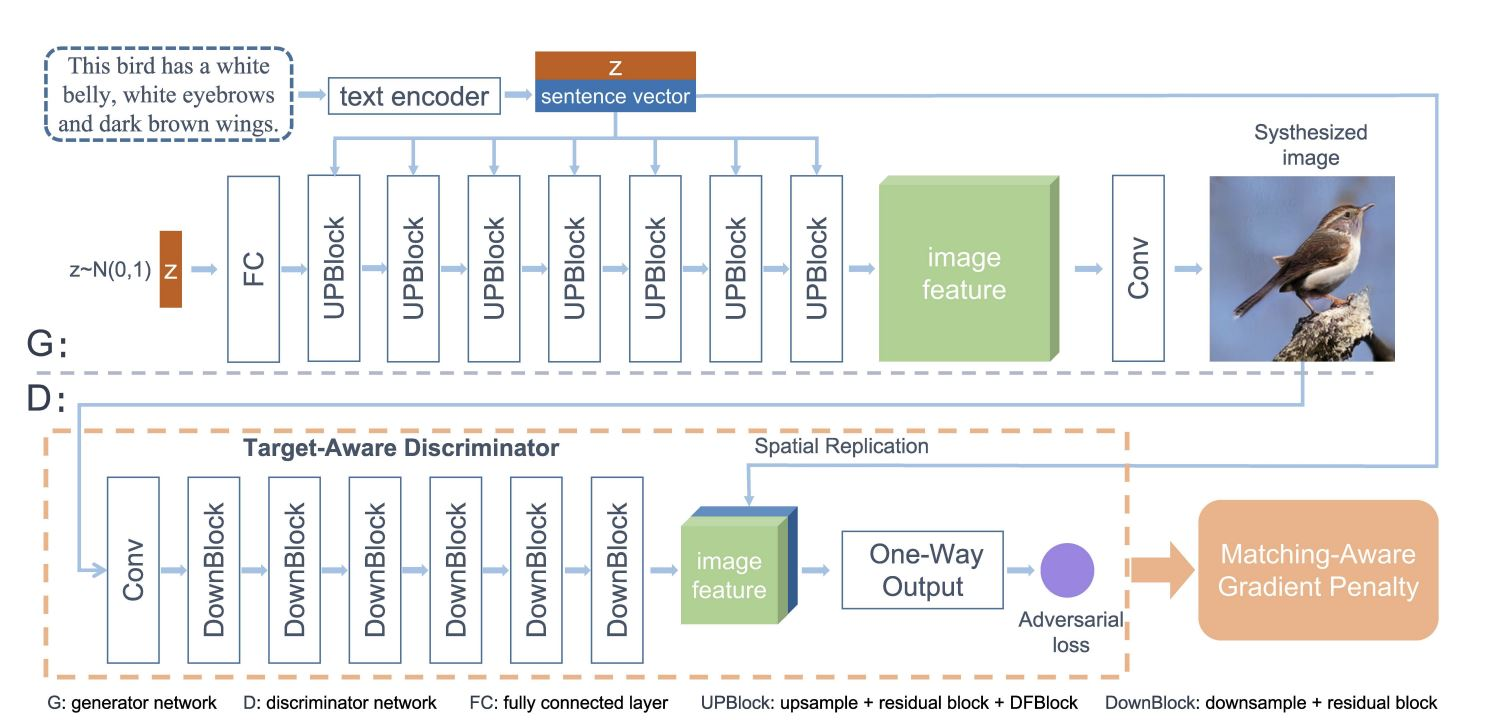 This bird has a white
belly, white eyebrows
and dark brown wings.
text encoder
z
sentence vector
Systhesized
image
z~N(0,1)
z
FC
UPBlock
UPBlock
UPBlock
UPBlock
UPBlock
UPBlock
UPBlock
image
feature
Conv
G:
D:
Target-Aware Discriminator
Spatial Replication
Conv
DownBlock
DownBlock
DownBlock
DownBlock
DownBlock
DownBlock
image
feature
One-Way
Output
Adversarial
loss
Matching-Aware
Gradient Penalty
G: generator network D: discriminator network FC: fully connected layer UPBlock: upsample + residual block + DFBlock DownBlock: downsample + residual block